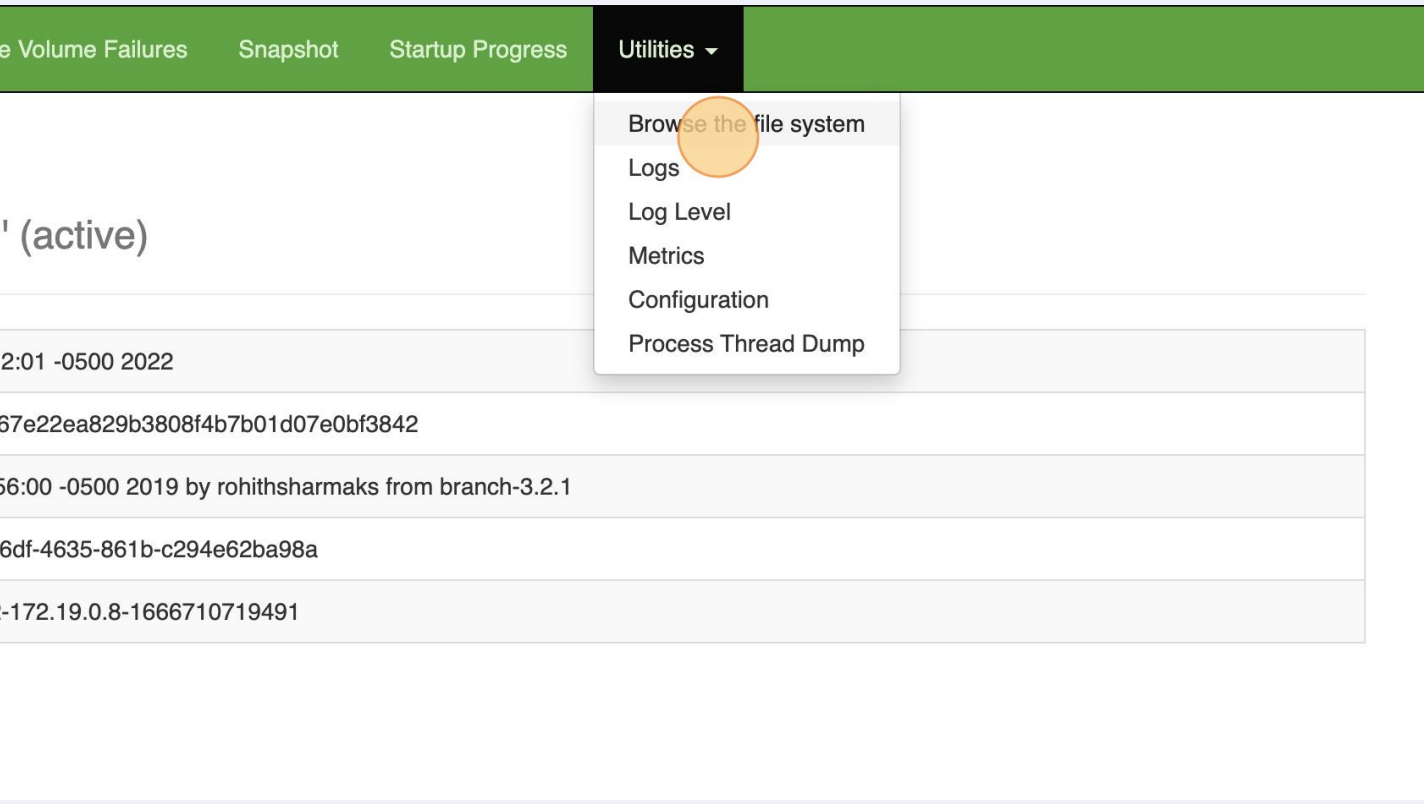 e Volume Failures Snapshot Startup Progress Utilities
Browse the file system
Logs
Log Level
Metrics
Configuration
Process Thread Dump
' (active)
2:01 -0500 2022
67e22ea829b3808f4b7b01d07e0bf3842
56:00 -0500 2019 by rohithsharmaks from branch-3.2.1
6df-4635-861b-c294e62ba98a
-172.19.0.8-1666710719491